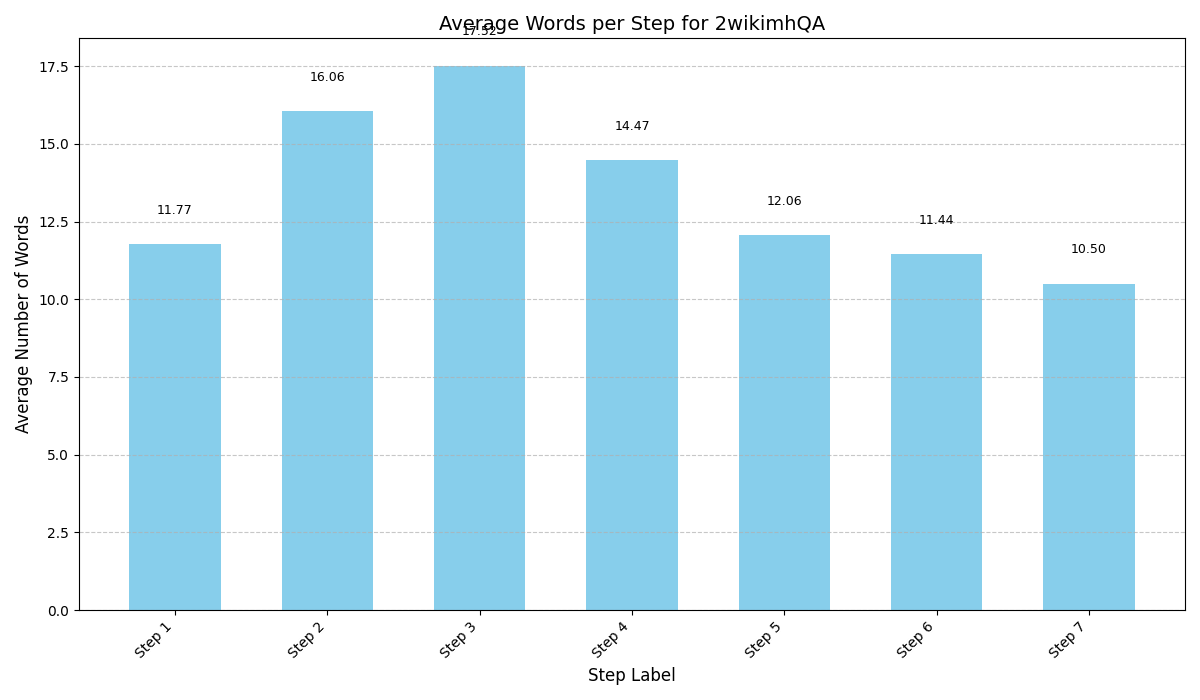 Average Words per Step for 2wikimhQA
17.52
16.06
14.47
11.77
12.06
11.44
10.50
17.5
15.0
12.5
10.0
7.5
5.0
2.5
0.0
Average Number of Words
Step 1
Step 2
Step 3
Step 4
Step 5
Step 6
Step 7
Step Label